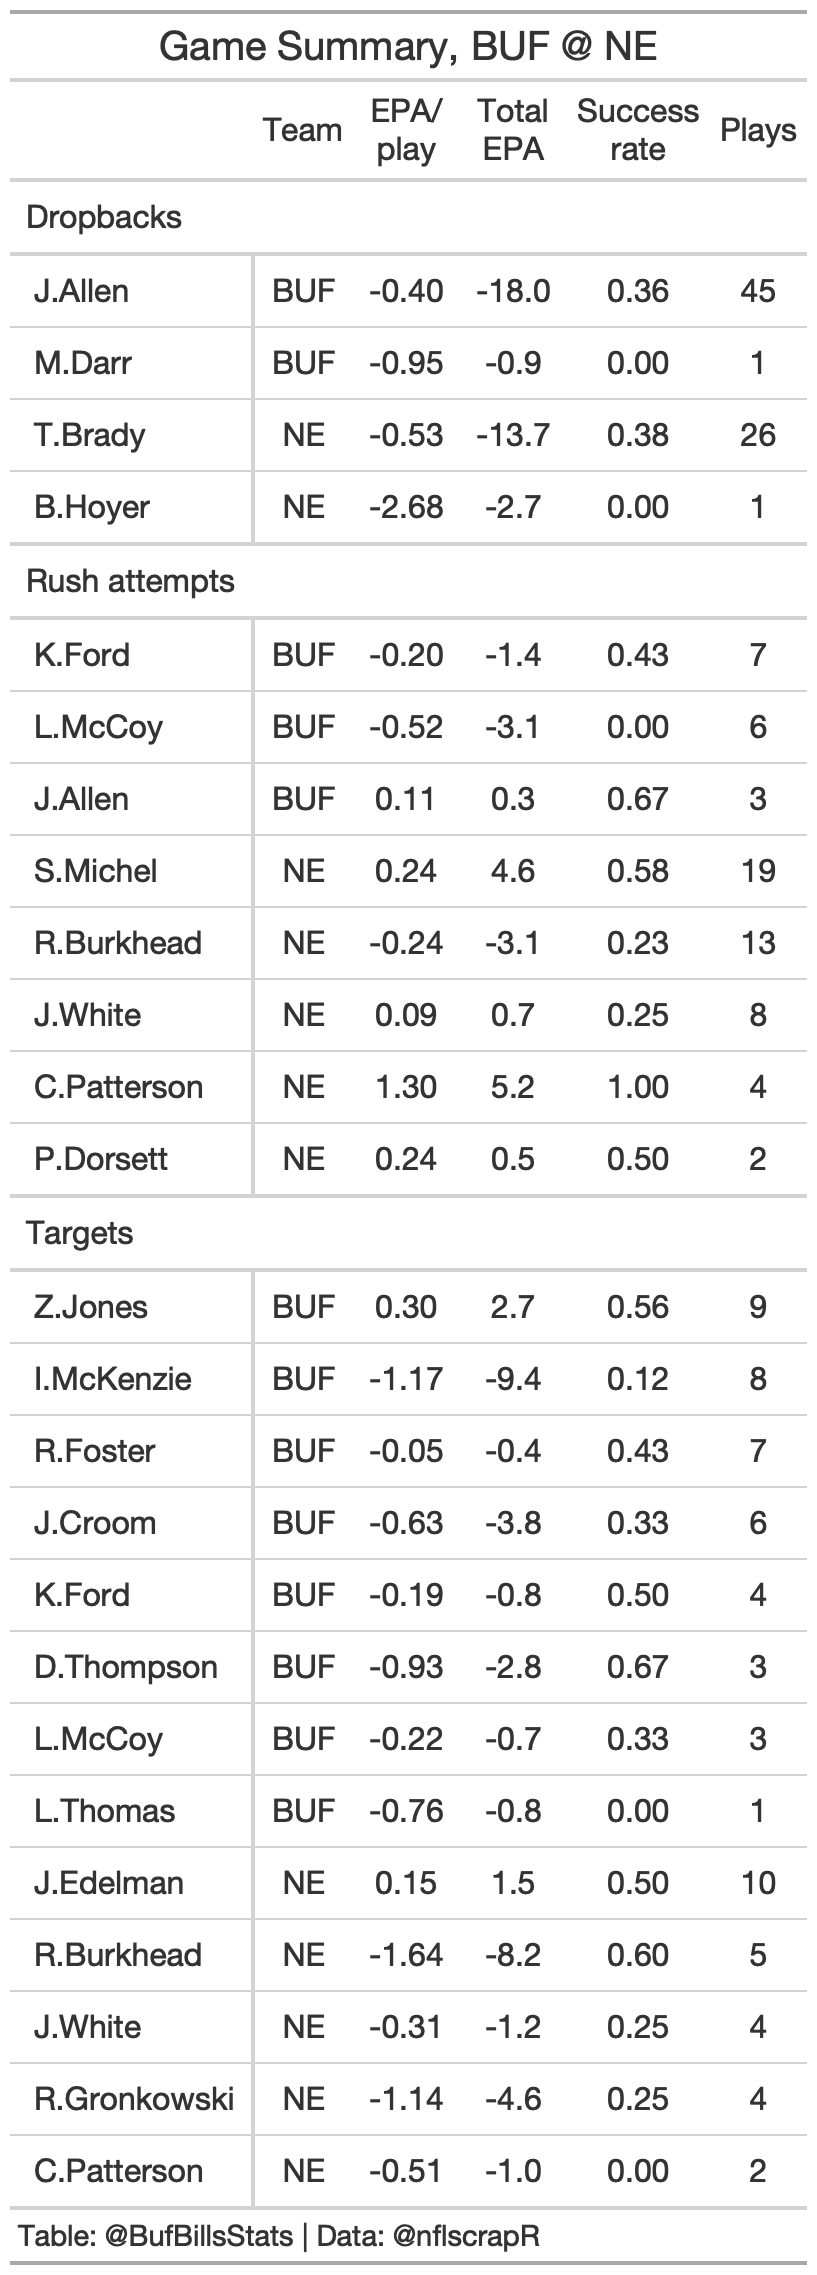 Game Summary, BUF @ NE
Team EPA/ play Total EPA Success rate Plays
Dropbacks
J.Allen BUF -0.40 -18.0 0.36 45
M.Darr BUF -0.95 -0.9 0.00 1
T.Brady NE -0.53 -13.7 0.38 26
B.Hoyer NE -2.68 -2.7 0.00 1
Rush attempts
K.Ford BUF -0.20 -1.4 0.43 7
L.McCoy BUF -0.52 -3.1 0.00 6
J.Allen BUF 0.11 0.3 0.67 3
S.Michel NE 0.24 4.6 0.58 19
R.Burkhead NE -0.24 -3.1 0.23 13
J.White NE 0.09 0.7 0.25 8
C.Patterson NE 1.30 5.2 1.00 4
P.Dorsett NE 0.24 0.5 0.50 2
Targets
Z.Jones BUF 0.30 2.7 0.56 9
I.McKenzie BUF -1.17 -9.4 0.12 8
R.Foster BUF -0.05 -0.4 0.43 7
J.Croom BUF -0.63 -3.8 0.33 6
K.Ford BUF -0.19 -0.8 0.50 4
D.Thompson BUF -0.93 -2.8 0.67 3
L.McCoy BUF -0.22 -0.7 0.33 3
L.Thomas BUF -0.76 -0.8 0.00 1
J.Edelman NE 0.15 1.5 0.50 10
R.Burkhead NE -1.64 -8.2 0.60 5
J.White NE -0.31 -1.2 0.25 4
R.Gronkowski NE -1.14 -4.6 0.25 4
C.Patterson NE -0.51 -1.0 0.00 2
Table: @BufBillsStats | Data: @nflscrapR